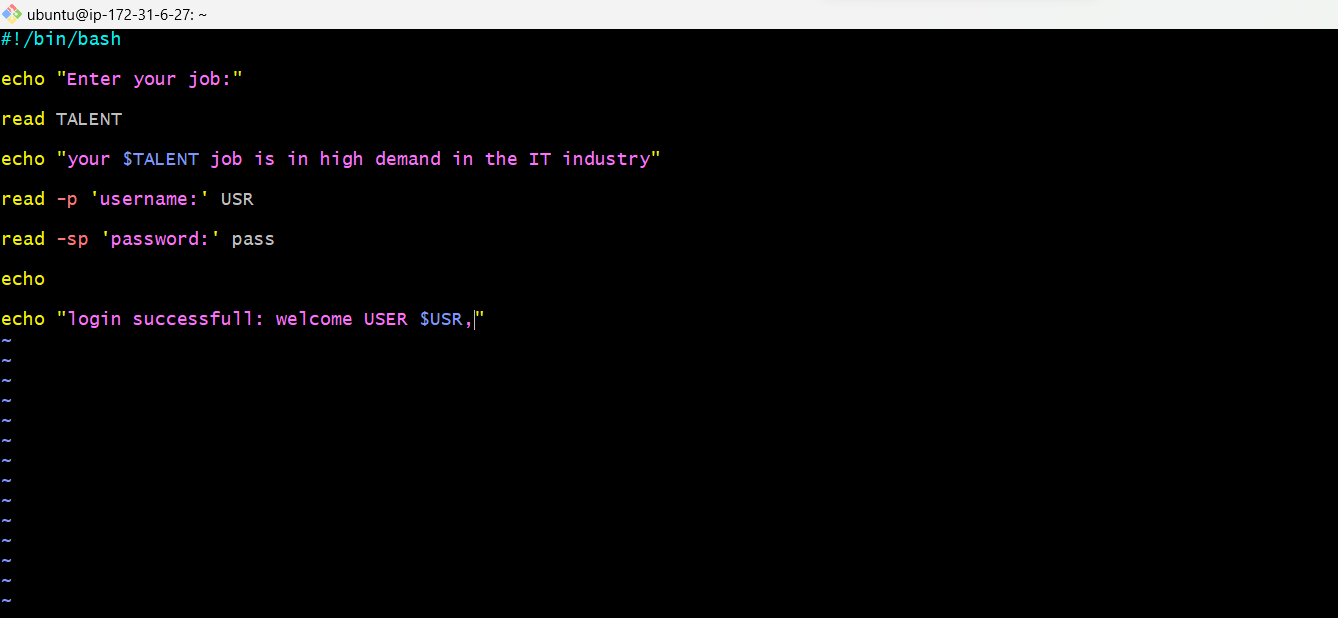 ubuntu@ip-172-31-6-27: ~
#!/bin/bash
echo "Enter your job:"
read TALENT
echo "your $TALENT job is in high demand in the IT industry"
read -p 'username:' USR
read -sp 'password:' pass
echo
echo "login successfull: welcome USER $USR,"
~
~
~
~
~
~
~
~
~
~
~
~
~
~